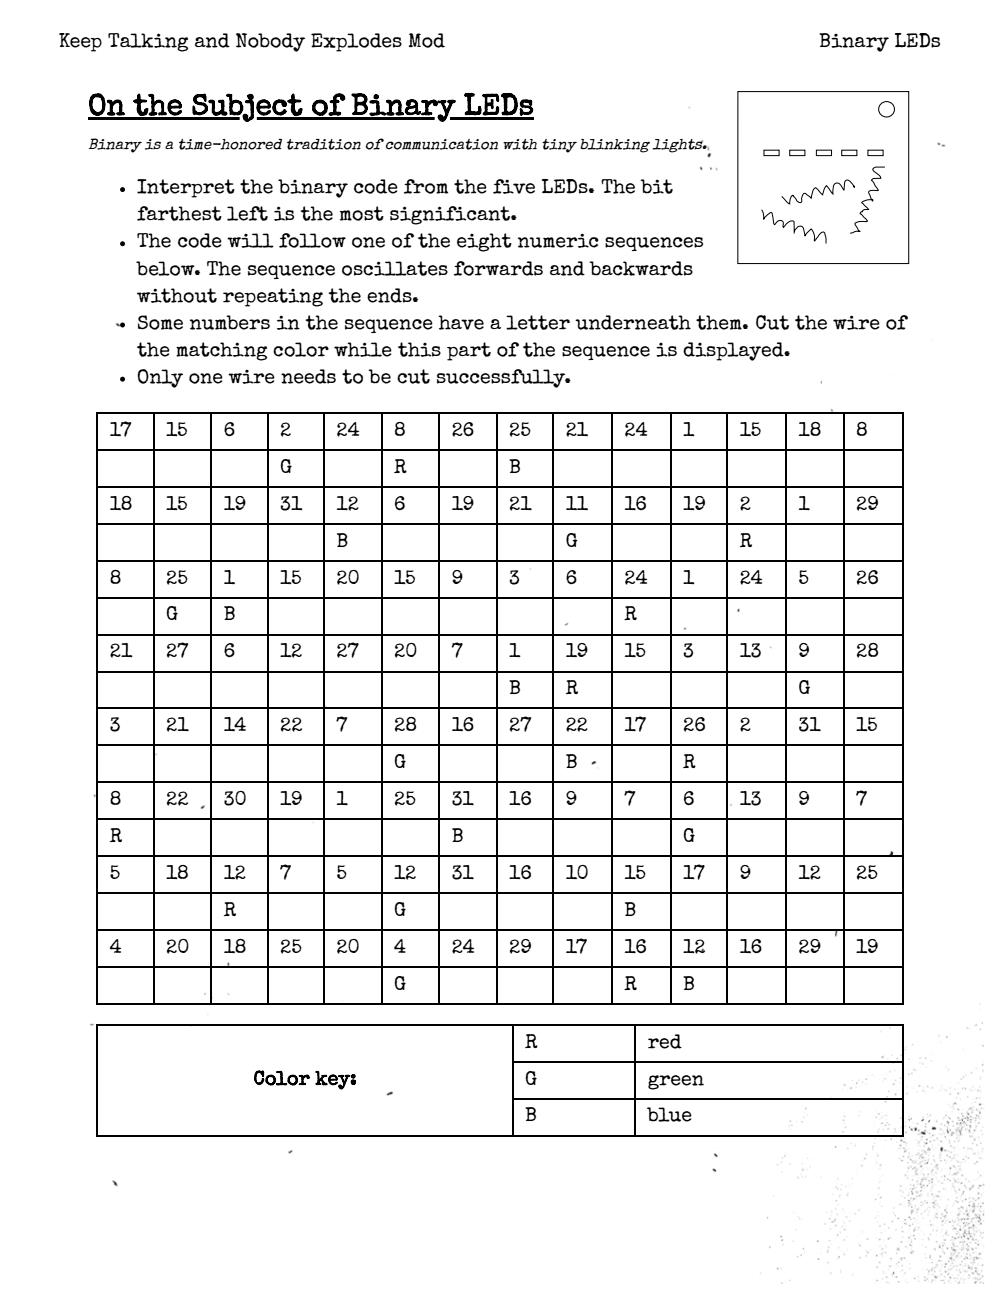 Keep Talking and Nobody Explodes Mod Binary LEDs
On the Subject of Binary LEDs
Binary is a time-honored tradition of communication with tiny blinking lights.
• Interpret the binary code from the five LEDs. The bit
farthest left is the most significant.
• The code will follow one of the eight numeric sequences
below. The sequence oscillates forwards and backwards
without repeating the ends.
• Some numbers in the sequence have a letter underneath them. Cut the wire of
the matching color while this part of the sequence is displayed.
• Only one wire needs to be cut successfully.
17 15 6 2 24 8 26 25 21 24 1 15 18 8
G R B
18 15 19 31 12 6 19 21 11 16 19 2 1 29
B G R
8 25 1 15 20 15 9 3 6 24 1 24 5 26
G B R
21 27 6 12 27 20 7 1 19 15 3 13 9 28
B R G
3 21 14 22 7 28 16 27 22 17 26 2 31 15
G B R
8 22 30 19 1 25 31 16 9 7 6 13 9 7
R B G
5 18 12 7 5 12 31 16 10 15 17 9 12 25
R G B
4 20 18 25 20 4 24 29 17 16 12 16 29 19
G R B
Color key:
R red
G green
B blue